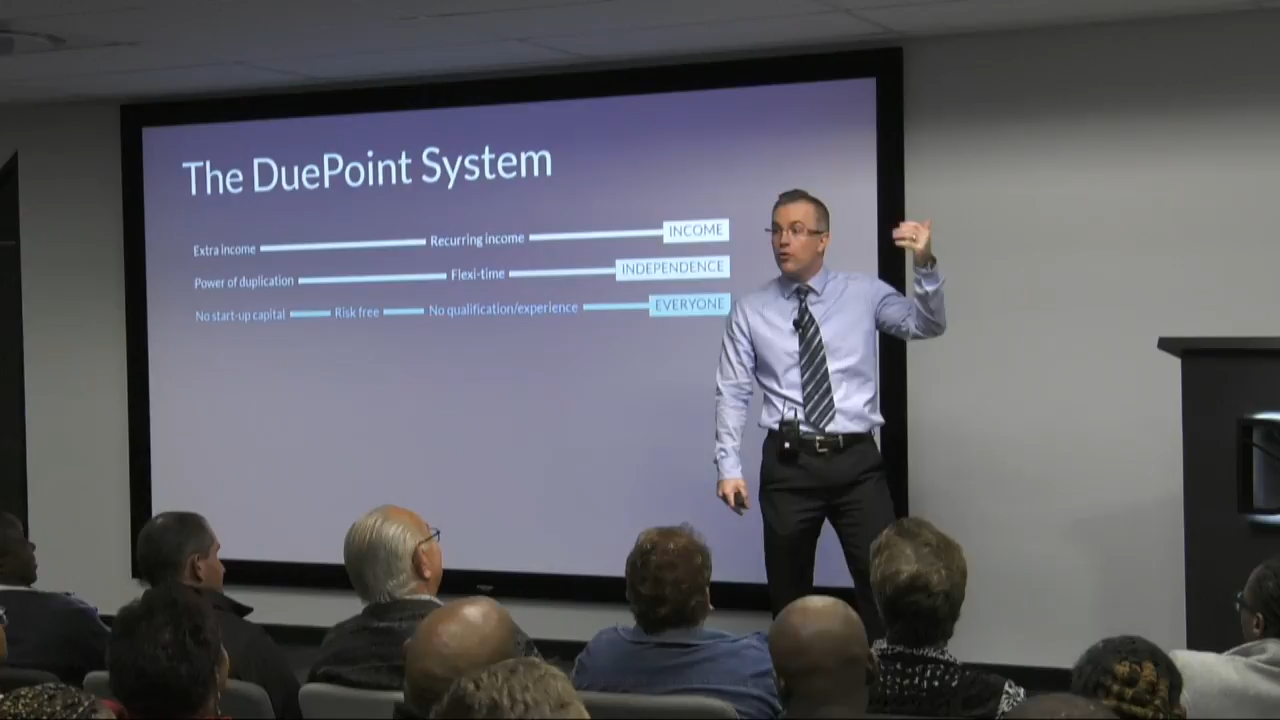 The DuePoint System
Extra income Recurring income INCOME
Power of duplication Flexi-time INDEPENDENCE
No start-up capital Risk free No qualification/experience EVERYONE